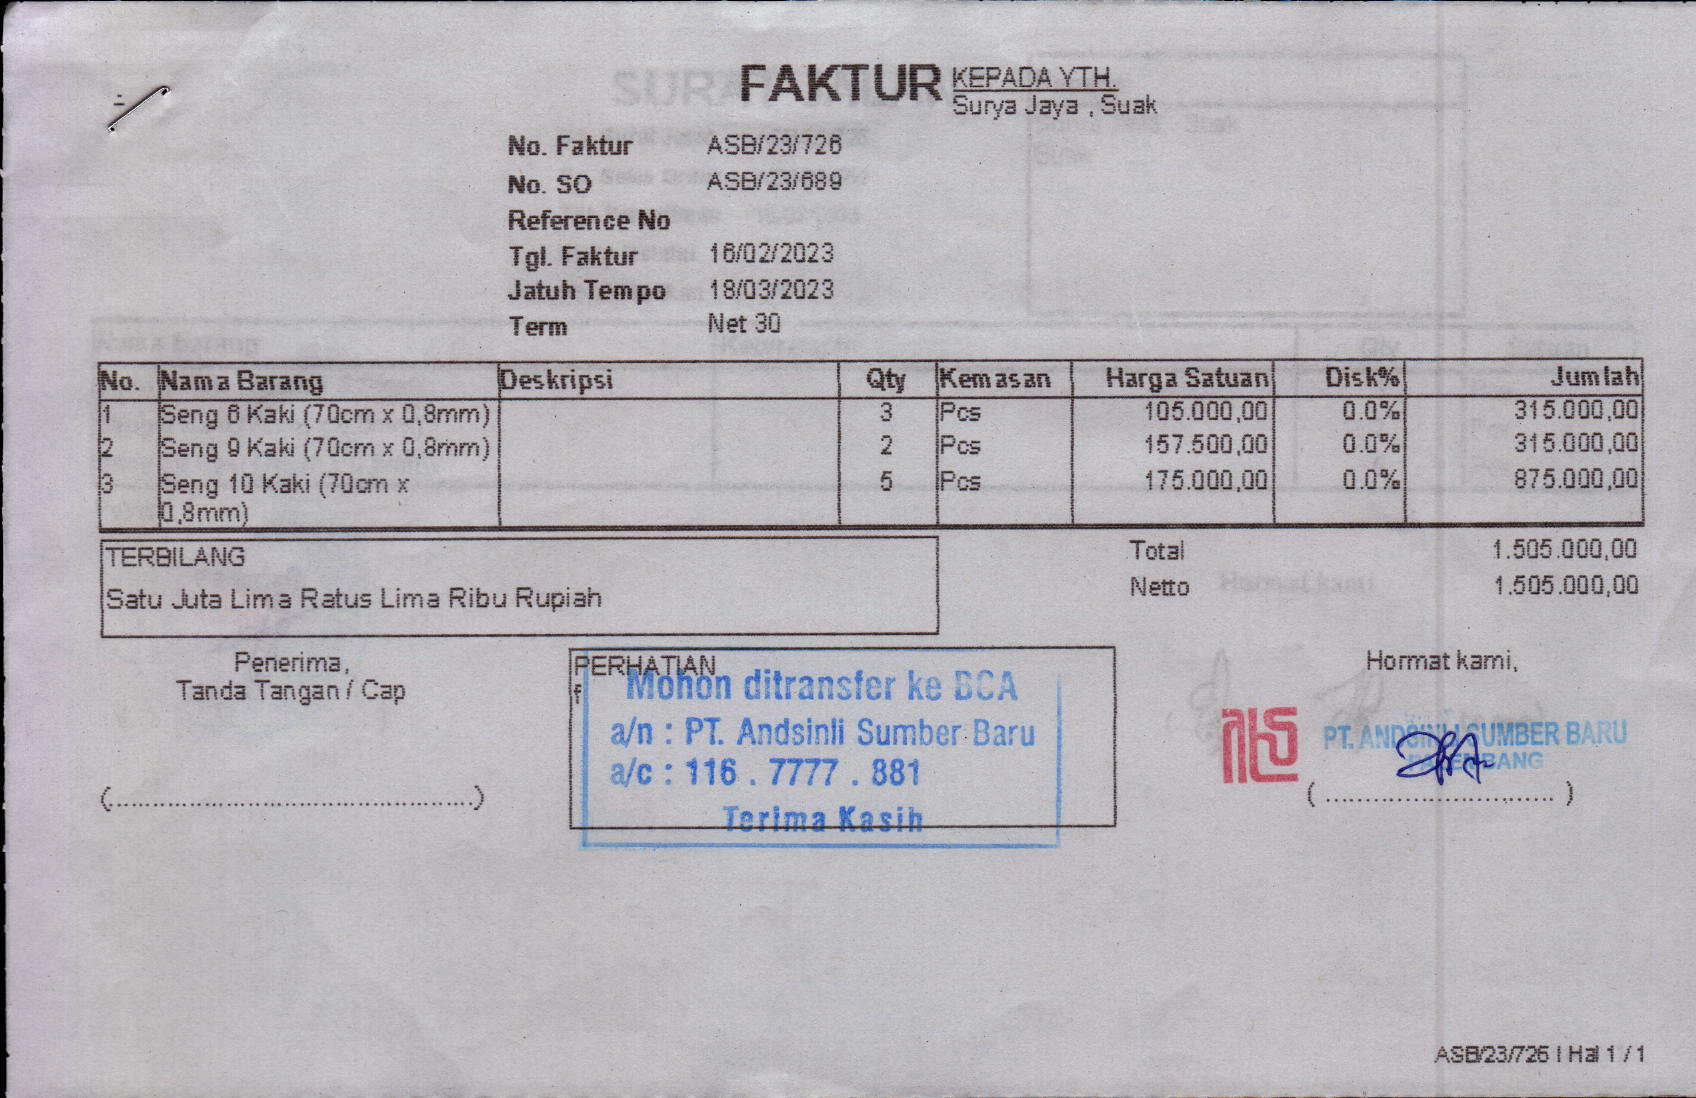 FAKTUR
KEPADA YTH.
Surya Jaya , Suak
No. Faktur ASB/23/726
No. SO ASB/23/689
Reference No
Tgl. Faktur 16/02/2023
Jatuh Tempo 18/03/2023
Term Net 30
No. Nama Barang Deskripsi Qty Kemasan Harga Satuan Disk% Jumlah
1 Seng 6 Kaki (70cm x 0,8mm) 3 Pcs 105.000,00 0.0% 315.000,00
2 Seng 9 Kaki (70cm x 0,8mm) 2 Pcs 157.500,00 0.0% 315.000,00
3 Seng 10 Kaki (70cm x 5 Pcs 175.000,00 0.0% 875.000,00
0,8mm)
TERBILANG
Satu Juta Lima Ratus Lima Ribu Rupiah
Total 1.505.000,00
Netto 1.505.000,00
Penerima,
Tanda Tangan / Cap
(............................................)
PERHATIAN
f
Mohon ditransfer ke BCA
a/n : PT. Andsinli Sumber Baru
a/c : 116 . 7777 . 881
Terima Kasih
Hormat kami,
PT. ANDSINLI SUMBER BARU
PALEMBANG
( ............................ )
ASB/23/726 | Hal 1 / 1